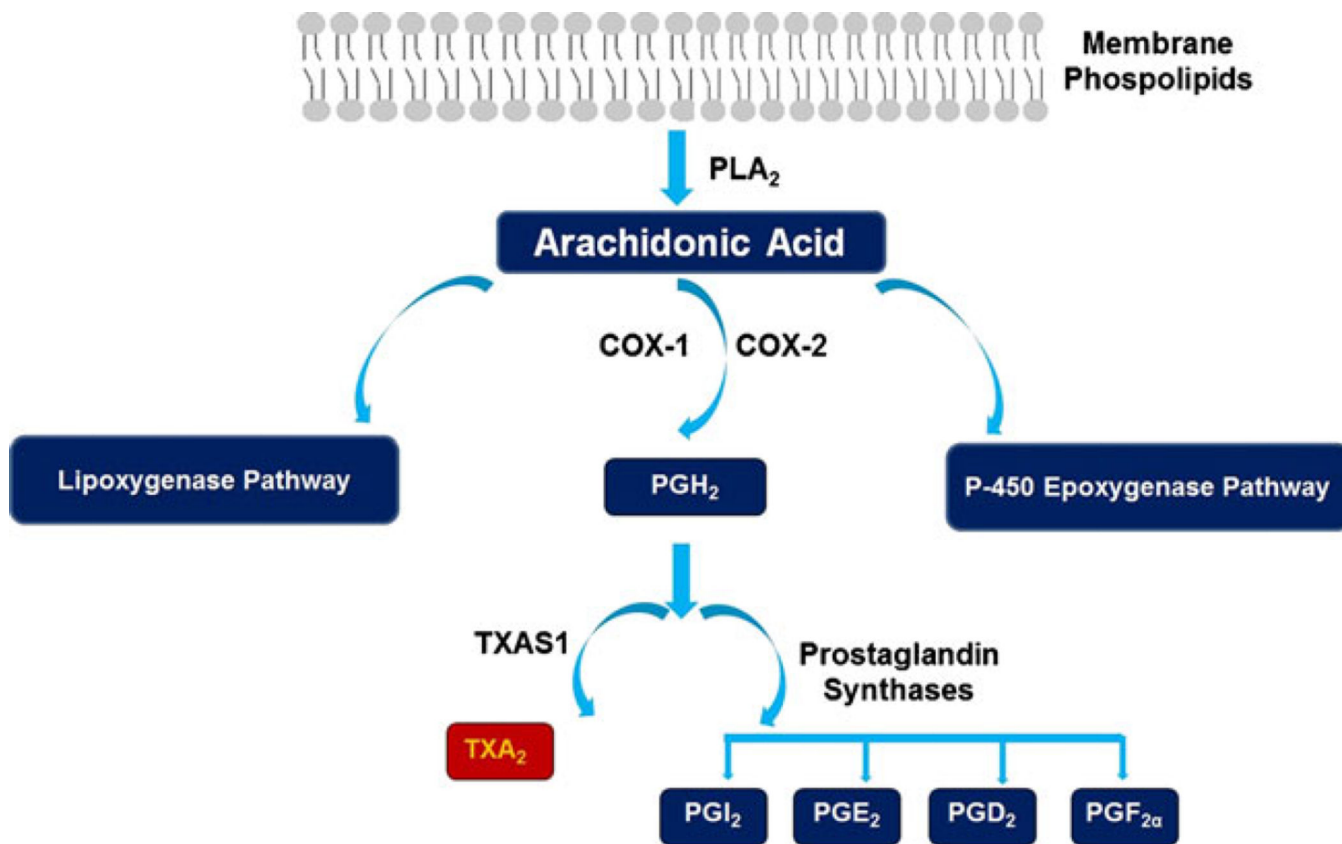 Membrane
Phospolipids
PLA₂
Arachidonic Acid
COX-1
COX-2
Lipoxygenase Pathway
PGH₂
P-450 Epoxygenase Pathway
TXAS1
Prostaglandin
Synthases
TXA₂
PGI₂
PGE₂
PGD₂
PGF₂α